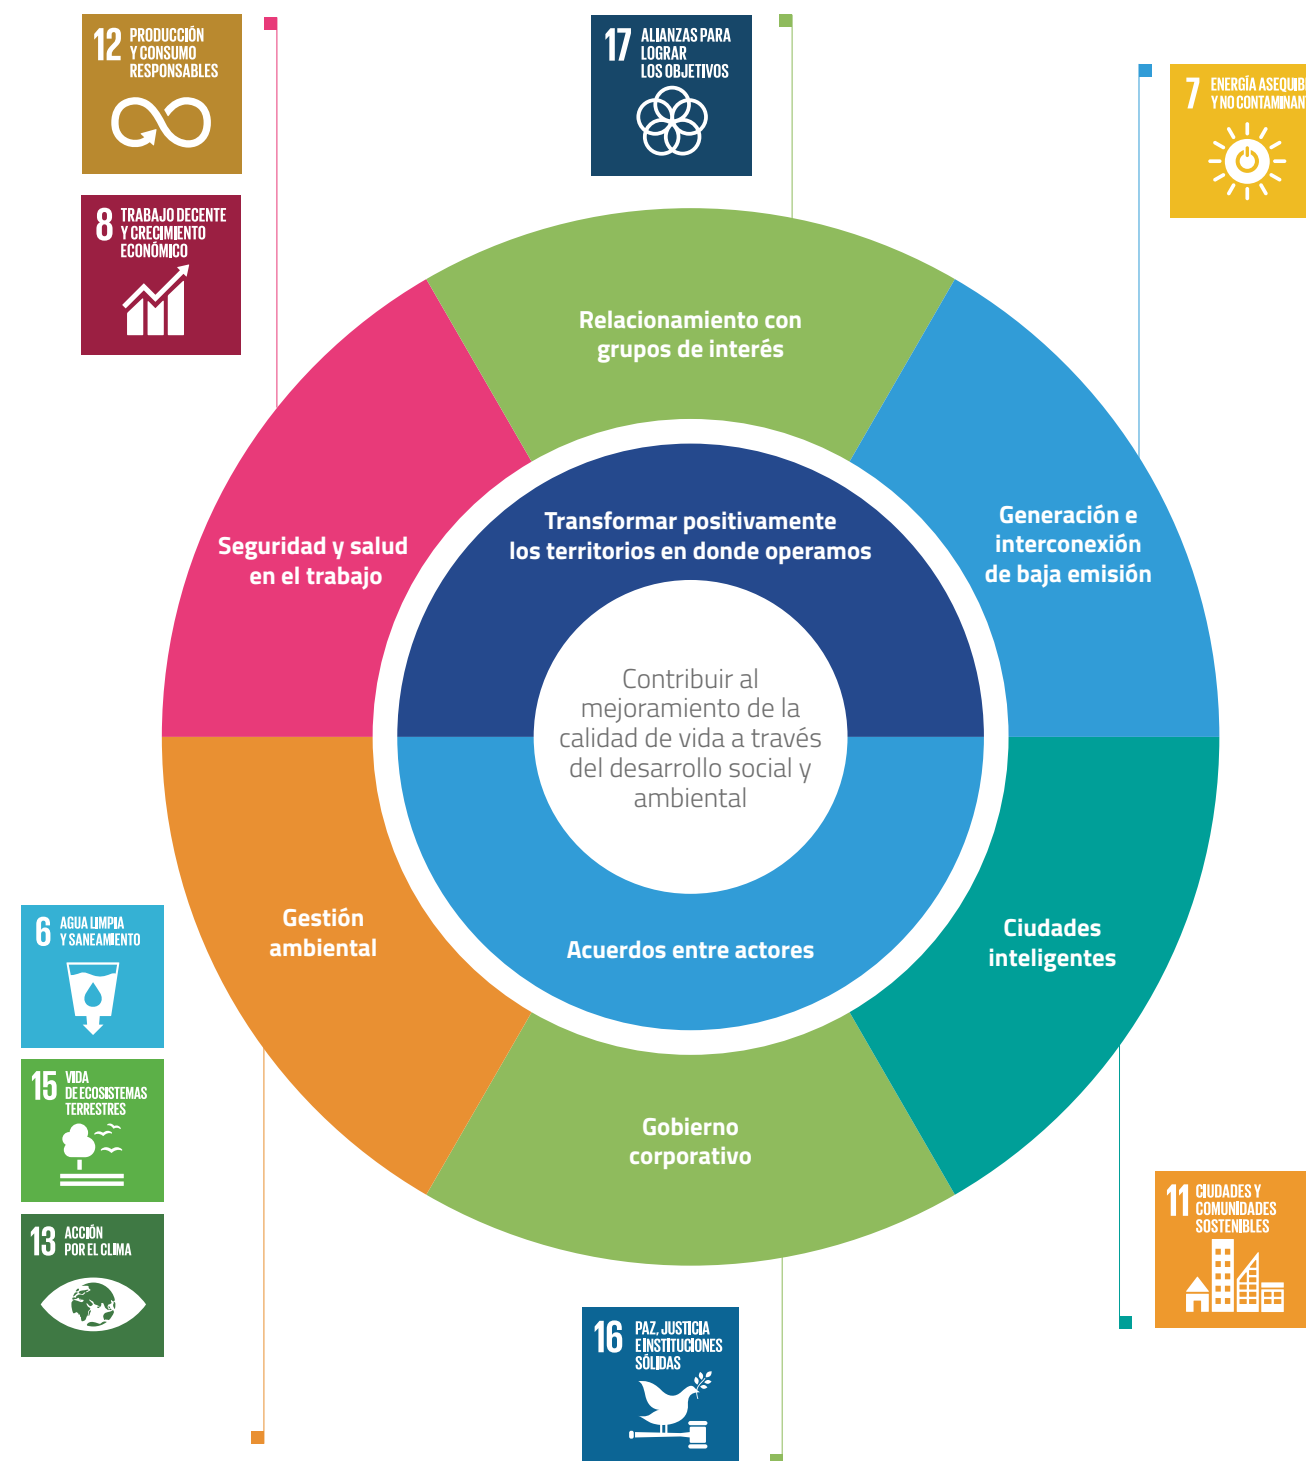 12 PRODUCCIÓN
Y CONSUMO
RESPONSABLES
17 ALIANZAS PARA
LOGRAR
LOS OBJETIVOS
7 ENERGÍA
Y NO
8 TRABAJO DECENTE
Y CRECIMIENTO
ECONÓMICO
Relacionamiento con
grupos de interés
Seguridad y salud
en el trabajo
Generación e
interconexión
de baja emisión
Transformar positivamente
los territorios en donde operamos
Contribuir al
mejoramiento de la
calidad de vida a través
del desarrollo social y
ambiental
Acuerdos entre actores
Gestión
ambiental
Ciudades
inteligentes
Gobierno
corporativo
6 AGUA LIMPIA
Y SANEAMIENTO
15 VIDA
DE ECOSISTEMAS
TERRESTRES
13 ACCIÓN
POR EL CLIMA
11 CIUDADES Y
COMUNIDADES
SOSTENIBLES
16 PAZ, JUSTICIA
E INSTITUCIONES
SÓLIDAS